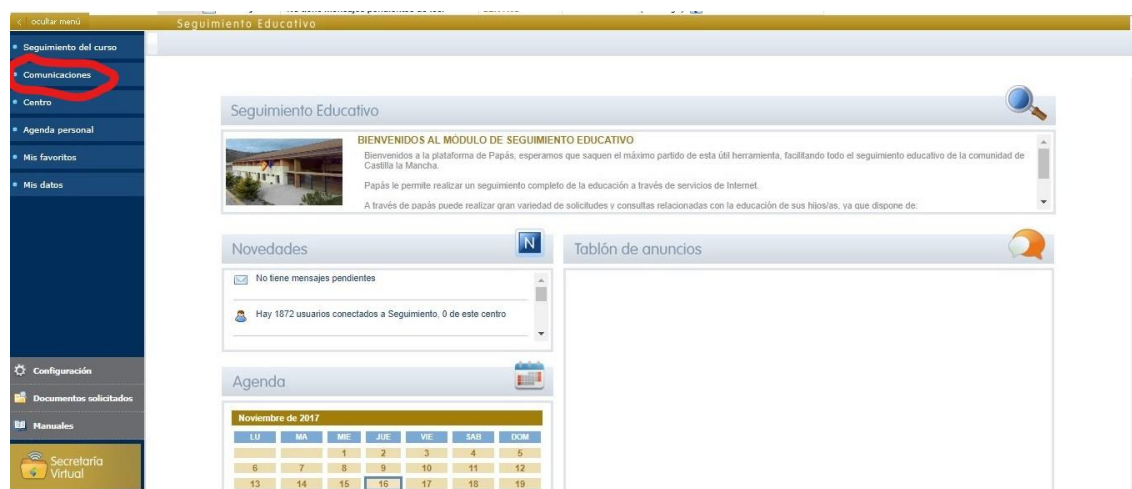 ocultar menú
Seguimiento Educativo
Seguimiento del curso
Comunicaciones
Centro
Agenda personal
Mis favoritos
Mis datos
Configuración
Documentos solicitados
Manuales
Secretaría
Virtual
Seguimiento Educativo
BIENVENIDOS AL MÓDULO DE SEGUIMIENTO EDUCATIVO
Bienvenidos a la plataforma de Papás, esperamos que saquen el máximo partido de esta útil herramienta, facilitando todo el seguimiento educativo de la comunidad de
Castilla la Mancha.
Papás le permite realizar un seguimiento completo de la educación a través de servicios de Internet.
A través de papás puede realizar gran variedad de solicitudes y consultas relacionadas con la educación de sus hijos/as, ya que dispone de:
Novedades
N
No tiene mensajes pendientes
Hay 1872 usuarios conectados a Seguimiento, 0 de este centro
Tablón de anuncios
Agenda
Noviembre de 2017
LU MA MIE JUE VIE SAB DOM
1 2 3 4 5
6 7 8 9 10 11 12
13 14 15 16 17 18 19